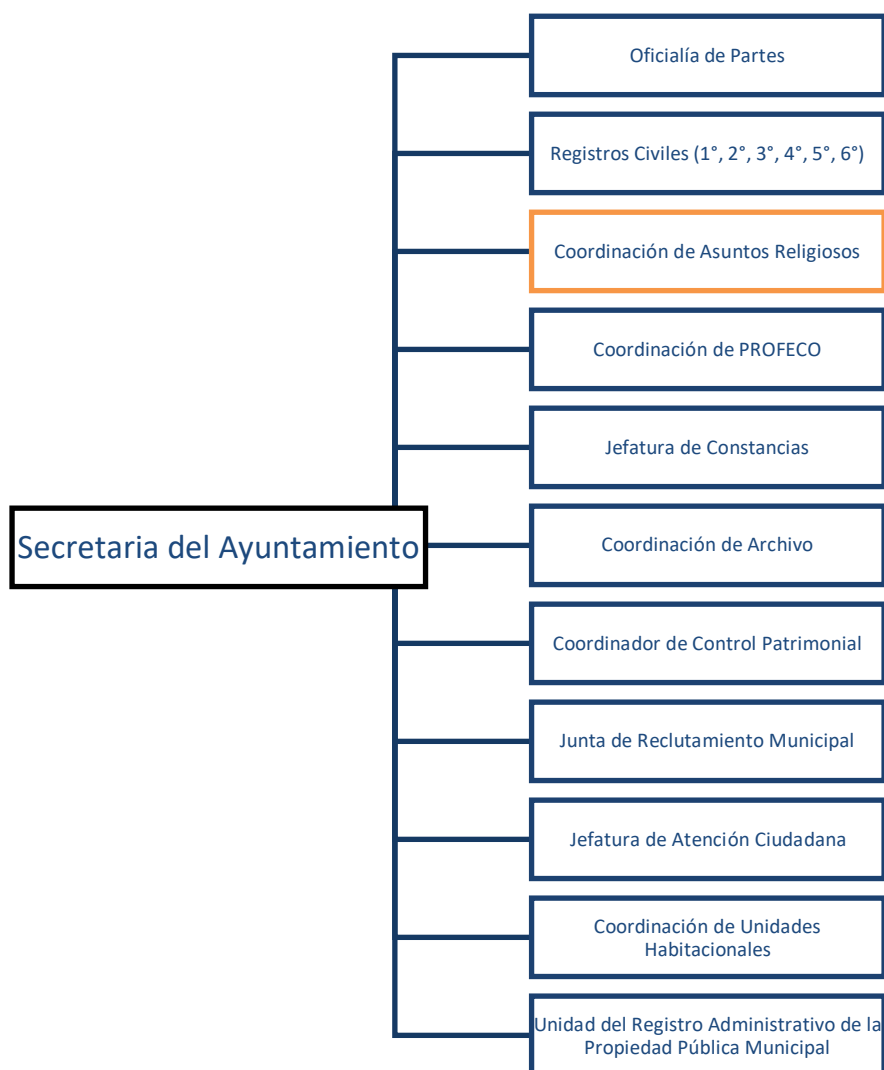 Oficialía de Partes
Registros Civiles (1°, 2°, 3°, 4°, 5°, 6°)
Coordinación de Asuntos Religiosos
Coordinación de PROFECO
Jefatura de Constancias
Secretaria del Ayuntamiento
Coordinación de Archivo
Coordinador de Control Patrimonial
Junta de Reclutamiento Municipal
Jefatura de Atención Ciudadana
Coordinación de Unidades
Habitacionales
Unidad del Registro Administrativo de la
Propiedad Pública Municipal